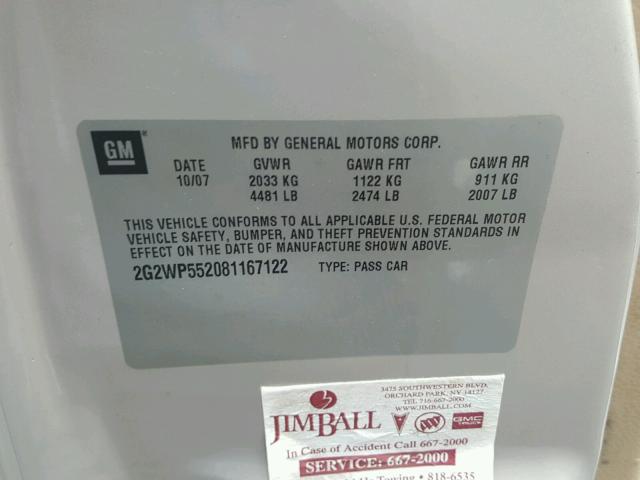 GM
MFD BY GENERAL MOTORS CORP.
DATE GVWR GAWR FRT GAWR RR
10/07 2033 KG 1122 KG 911 KG
4481 LB 2474 LB 2007 LB
THIS VEHICLE CONFORMS TO ALL APPLICABLE U.S. FEDERAL MOTOR
VEHICLE SAFETY, BUMPER, AND THEFT PREVENTION STANDARDS IN
EFFECT ON THE DATE OF MANUFACTURE SHOWN ABOVE.
2G2WP552081167122 TYPE: PASS CAR
3475 SOUTHWESTERN BLVD.
ORCHARD PARK, NY 14127
TEL 716-667-2000
WWW.JIMBALL.COM
JIM BALL
GMC
TRUCK
In Case of Accident Call 667-2000
SERVICE: 667-2000
Towing • 818-6535